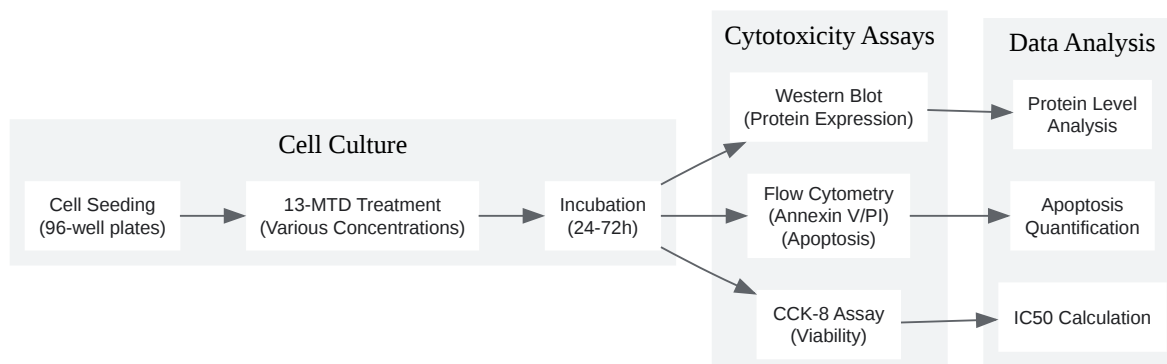 Cell Culture
Cell Seeding
(96-well plates)
13-MTD Treatment
(Various Concentrations)
Incubation
(24-72h)
Cytotoxicity Assays
Western Blot
(Protein Expression)
Flow Cytometry
(Annexin V/PI)
(Apoptosis)
CCK-8 Assay
(Viability)
Data Analysis
Protein Level
Analysis
Apoptosis
Quantification
IC50 Calculation